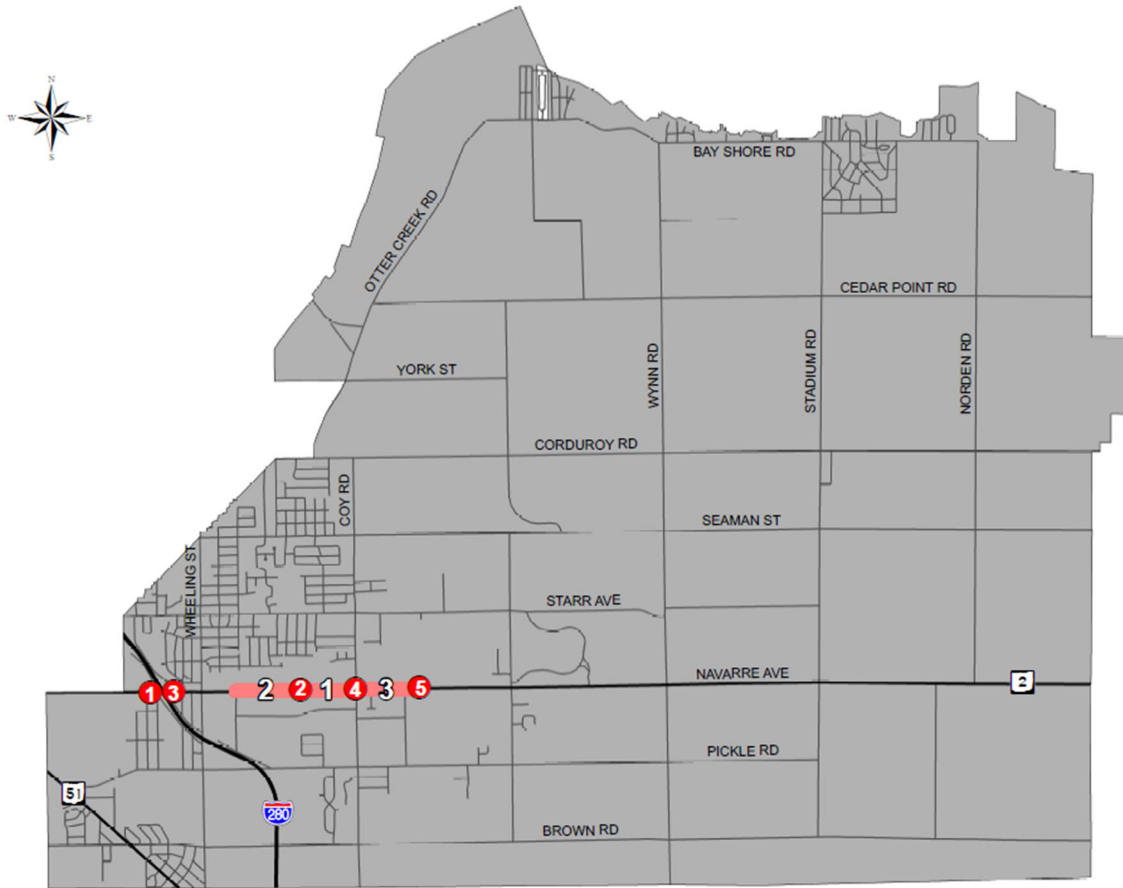 N
W E
S
BAY SHORE RD
OTTER CREEK RD
CEDAR POINT RD
YORK ST
WYNN RD
STADIUM RD
NORDEN RD
CORDUROY RD
COY RD
SEAMAN ST
WHEELING ST
STARR AVE
NAVARRE AVE
1 3 2 2 1 4 3 5
2
PICKLE RD
51
280
BROWN RD